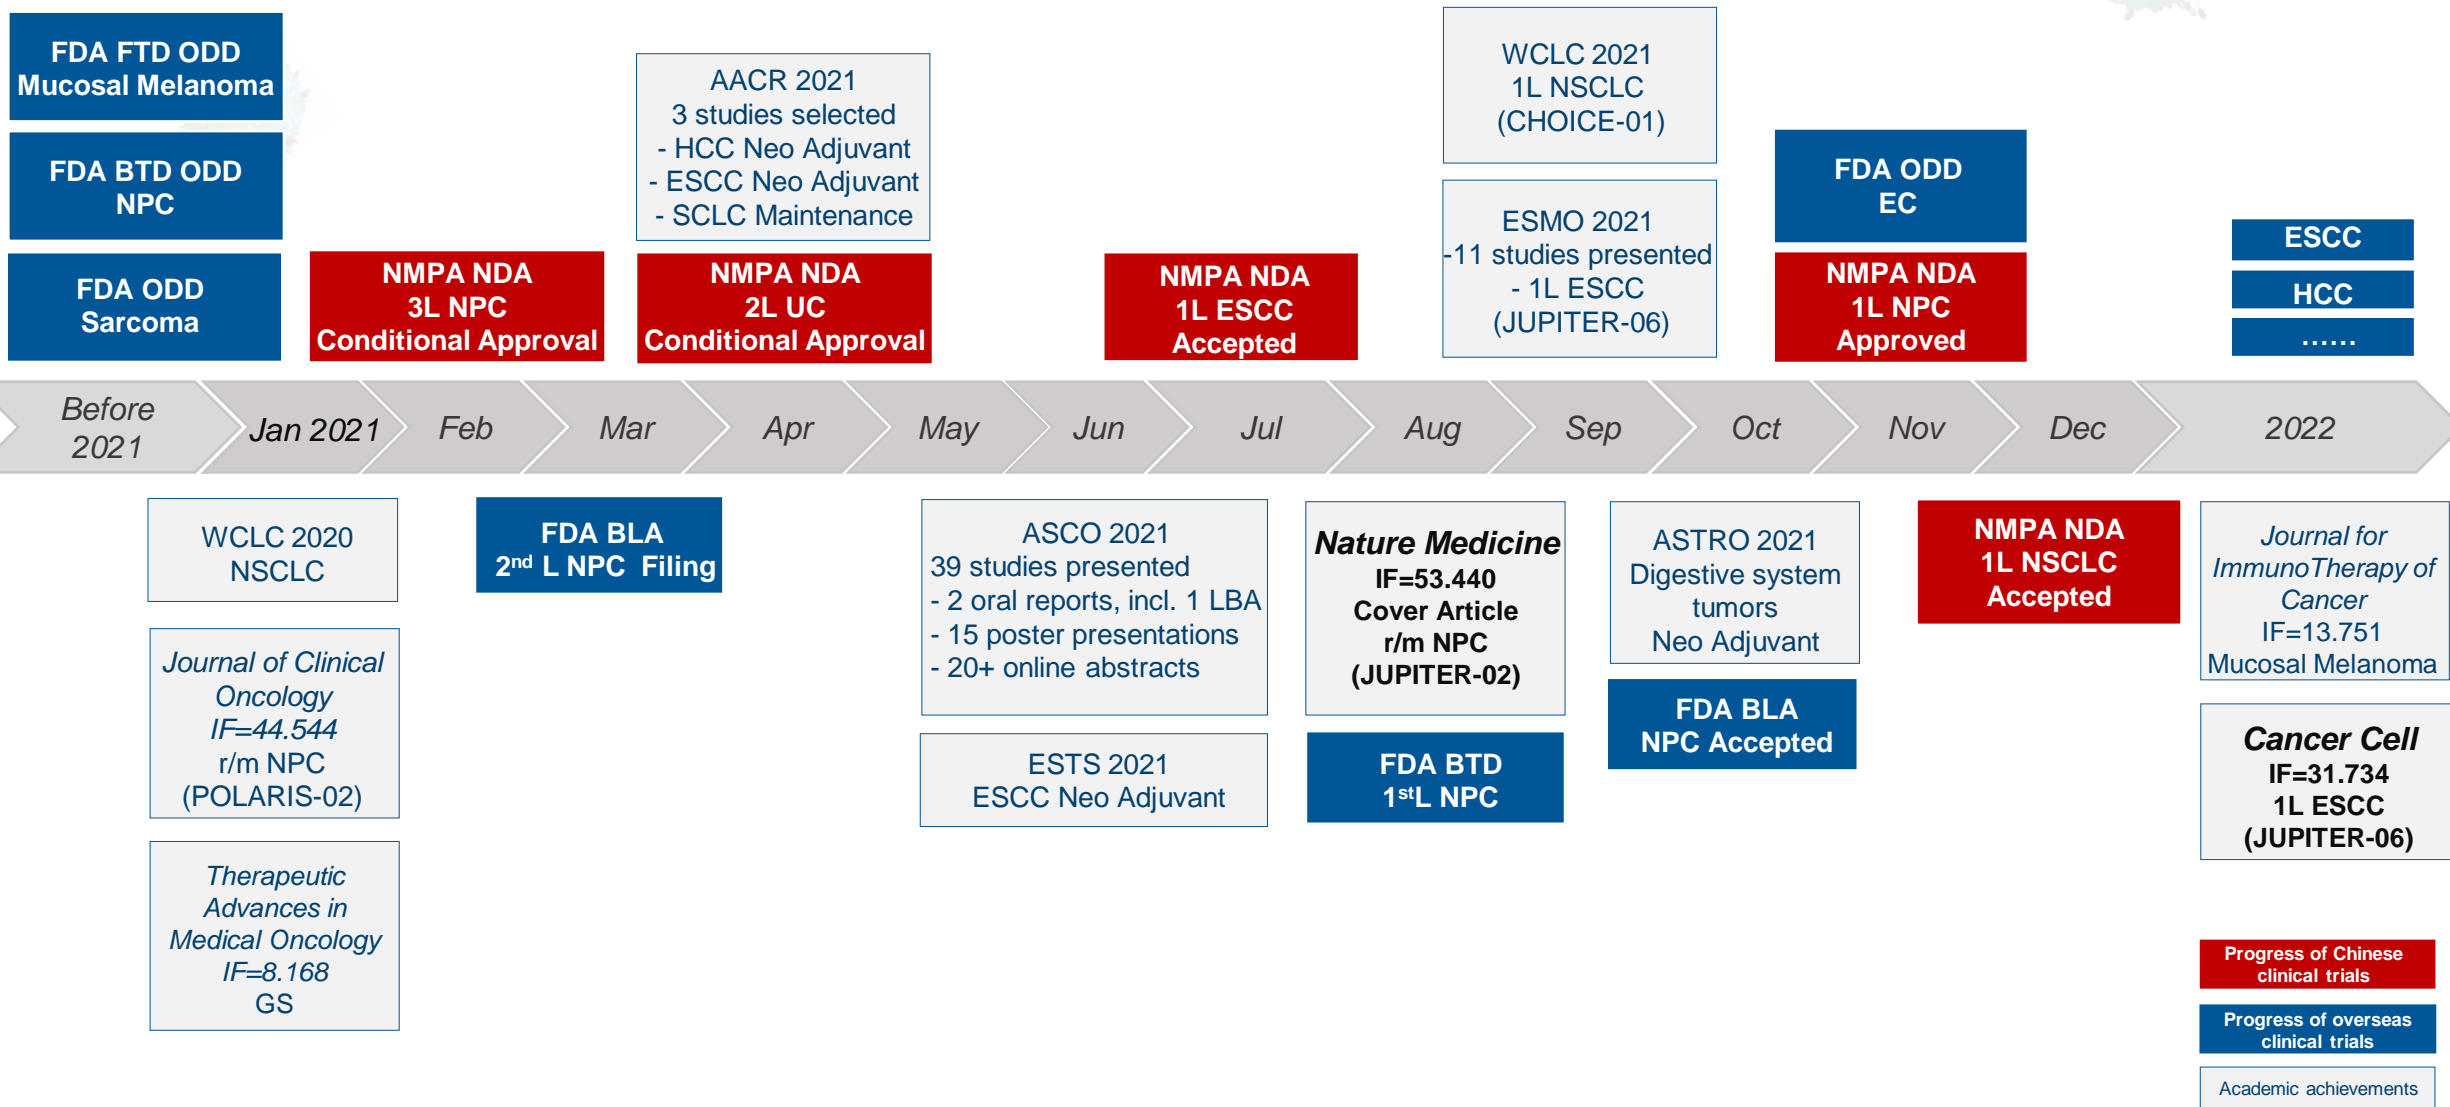 FDA FTD ODD
Mucosal Melanoma
FDA BTD ODD
NPC
FDA ODD
Sarcoma
NMPA NDA
3L NPC
Conditional Approval
AACR 2021
3 studies selected
- HCC Neo Adjuvant
- ESCC Neo Adjuvant
- SCLC Maintenance
NMPA NDA
2L UC
Conditional Approval
NMPA NDA
1L ESCC
Accepted
WCLC 2021
1L NSCLC
(CHOICE-01)
ESMO 2021
-11 studies presented
- 1L ESCC
(JUPITER-06)
FDA ODD
EC
NMPA NDA
1L NPC
Approved
ESCC
HCC
……
Before
2021
Jan 2021
Feb
Mar
Apr
May
Jun
Jul
Aug
Sep
Oct
Nov
Dec
2022
WCLC 2020
NSCLC
Journal of Clinical
Oncology
IF=44.544
r/m NPC
(POLARIS-02)
Therapeutic
Advances in
Medical Oncology
IF=8.168
GS
FDA BLA
2nd L NPC Filing
ASCO 2021
39 studies presented
- 2 oral reports, incl. 1 LBA
- 15 poster presentations
- 20+ online abstracts
ESTS 2021
ESCC Neo Adjuvant
Nature Medicine
IF=53.440
Cover Article
r/m NPC
(JUPITER-02)
FDA BTD
1stL NPC
ASTRO 2021
Digestive system
tumors
Neo Adjuvant
FDA BLA
NPC Accepted
NMPA NDA
1L NSCLC
Accepted
Journal for
ImmunoTherapy of
Cancer
IF=13.751
Mucosal Melanoma
Cancer Cell
IF=31.734
1L ESCC
(JUPITER-06)
Progress of Chinese
clinical trials
Progress of overseas
clinical trials
Academic achievements